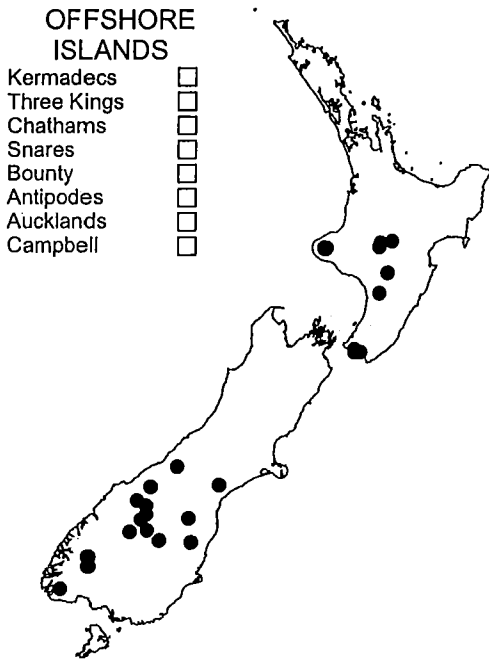 OFFSHORE
ISLANDS
Kermadecs
Three Kings
Chathams
Snares
Bounty
Antipodes
Aucklands
Campbell